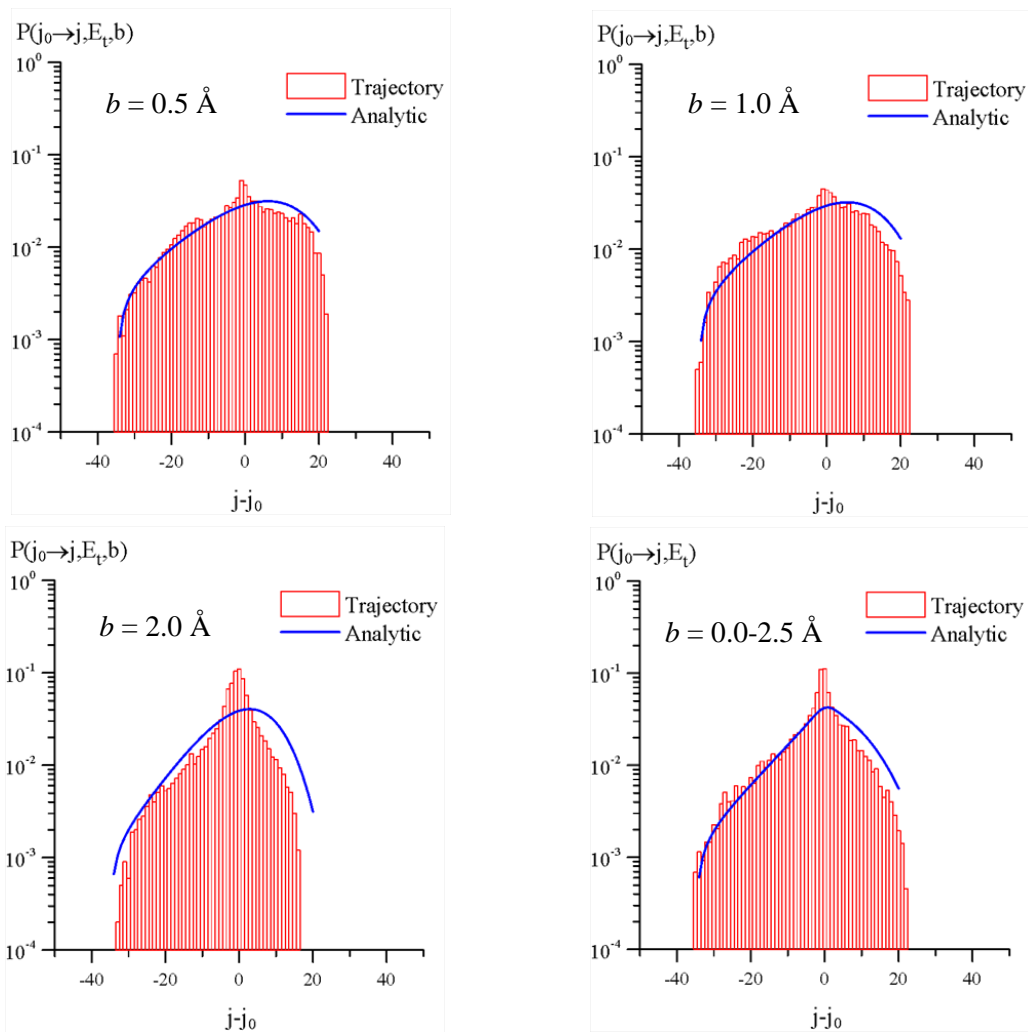 P(j₀→j,Eₜ,b)
10⁰
10⁻¹
10⁻²
10⁻³
10⁻⁴
b = 0.5 Å
Trajectory
Analytic
-40 -20 0 20 40
j-j₀
P(j₀→j,Eₜ,b)
10⁰
10⁻¹
10⁻²
10⁻³
10⁻⁴
b = 1.0 Å
Trajectory
Analytic
-40 -20 0 20 40
j-j₀
P(j₀→j,Eₜ,b)
10⁰
10⁻¹
10⁻²
10⁻³
10⁻⁴
b = 2.0 Å
Trajectory
Analytic
-40 -20 0 20 40
j-j₀
P(j₀→j,Eₜ)
10⁰
10⁻¹
10⁻²
10⁻³
10⁻⁴
b = 0.0-2.5 Å
Trajectory
Analytic
-40 -20 0 20 40
j-j₀